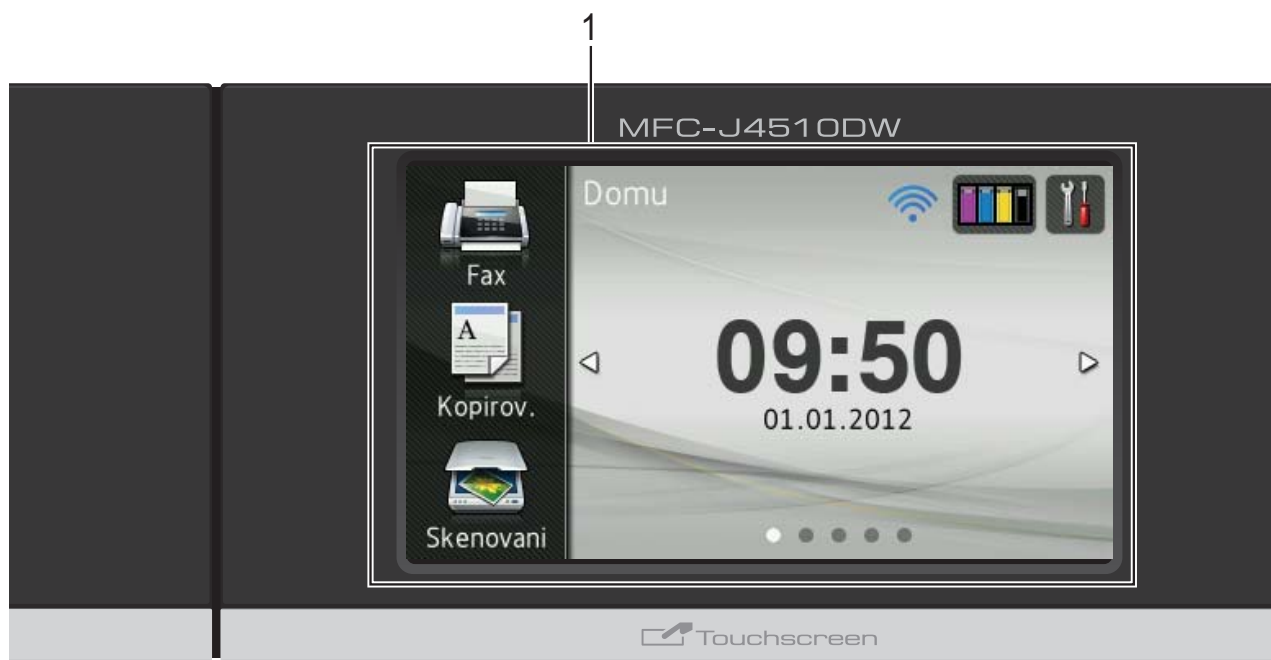 1
MFC-J4510DW
Domu
Fax
A
Kopirov.
09:50
01.01.2012
Skenovani
Touchscreen